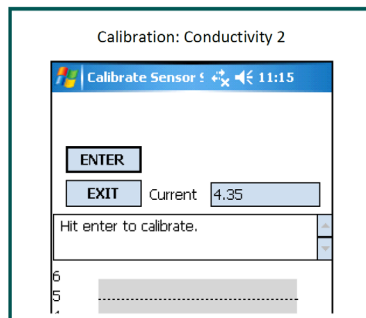 Calibration: Conductivity 2
Calibrate Sensor 11:15
ENTER
EXIT Current 4.35
Hit enter to calibrate.
6
5